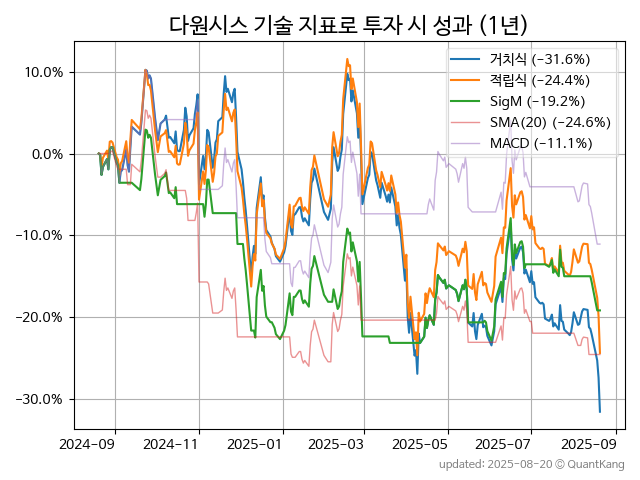 다원시스 기술 지표로 투자 시 성과 (1년)
거치식 (−31.6%)
적립식 (−24.4%)
SigM (−19.2%)
SMA(20) (−24.6%)
MACD (−11.1%)
10.0%
0.0%
−10.0%
−20.0%
−30.0%
2024-09
2024-11
2025-01
2025-03
2025-05
2025-07
2025-09
updated: 2025-08-20 © QuantKang